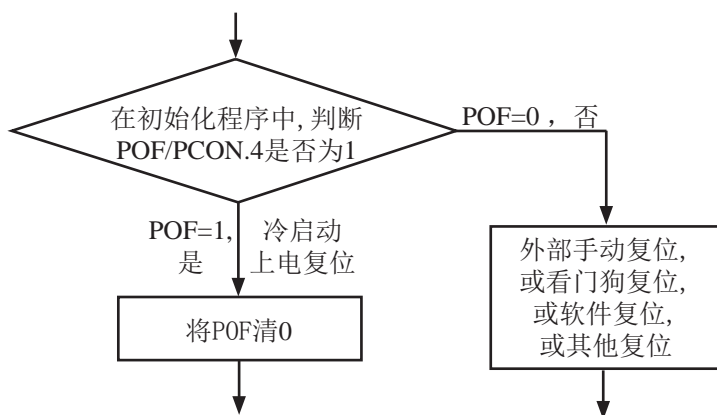 在初始化程序中,判断
POF/PCON.4是否为1
POF=0 ,否
POF=1, 冷启动
是 上电复位
将POF清0
外部手动复位,
或看门狗复位,
或软件复位,
或其他复位